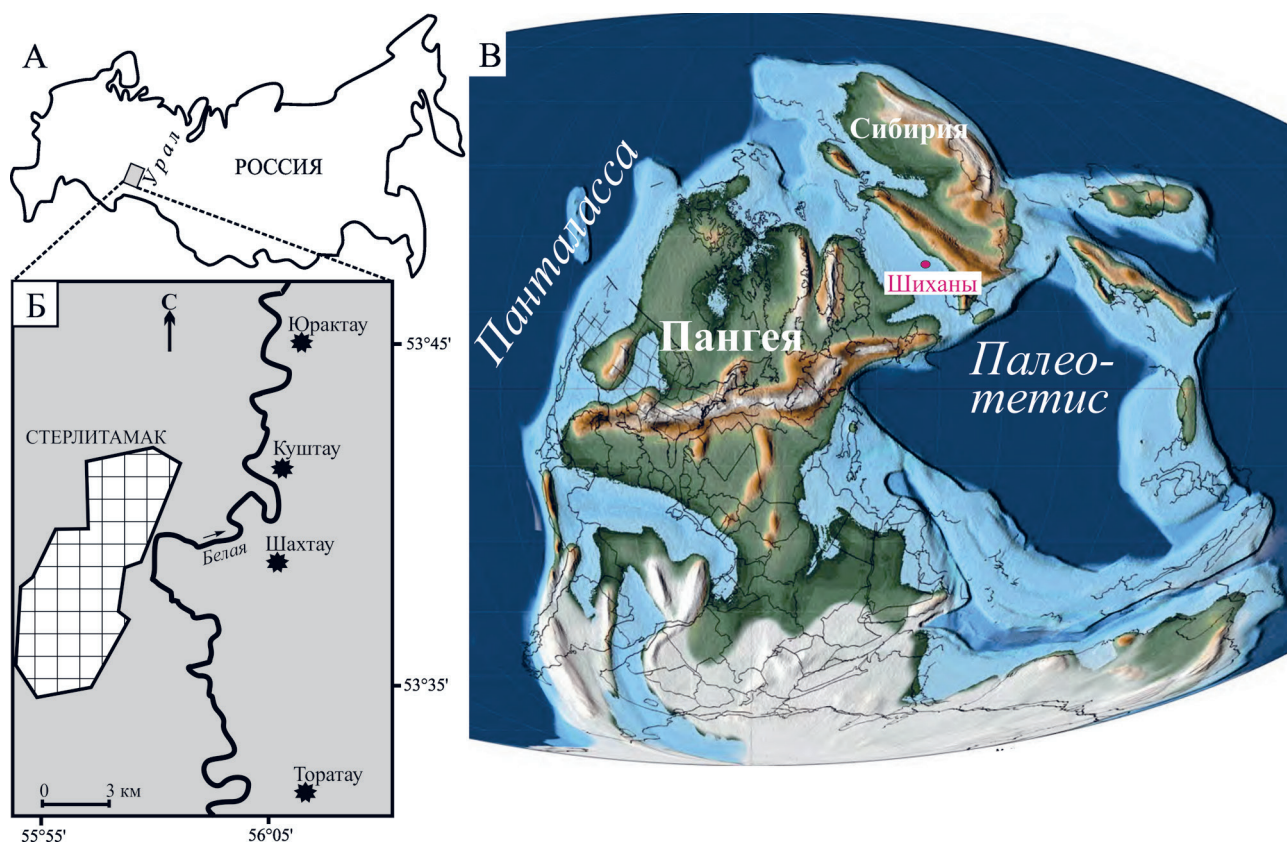 А
Урал
РОССИЯ
Б
С
Юрактау
53°45'
СТЕРЛИТАМАК
Куштау
Белая
Шахтау
53°35'
0 3 км
Торатау
55°55'
56°05'
В
Сибирия
Панталасса
Шиханы
Пангея
Палео-
тетис